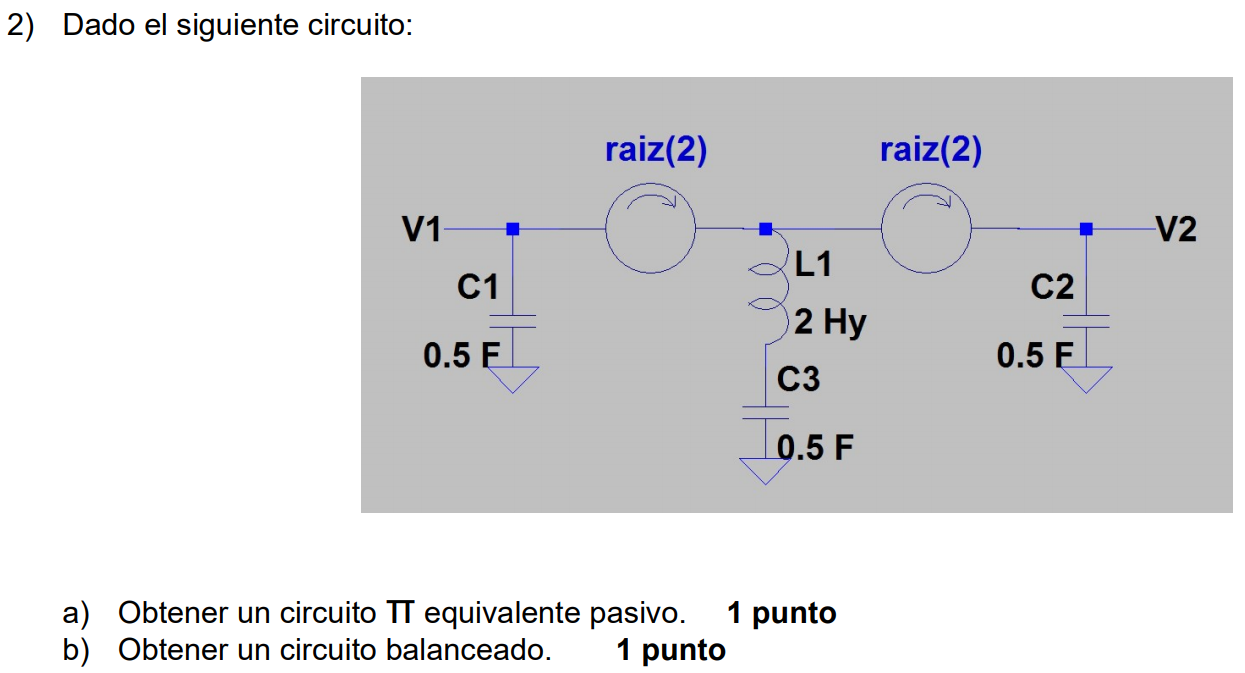 2) Dado el siguiente circuito:
raiz(2) raiz(2)
V1 V2
L1
C1 C2
2 Hy
0.5 F 0.5 F
C3
0.5 F
a) Obtener un circuito TT equivalente pasivo. 1 punto
b) Obtener un circuito balanceado. 1 punto